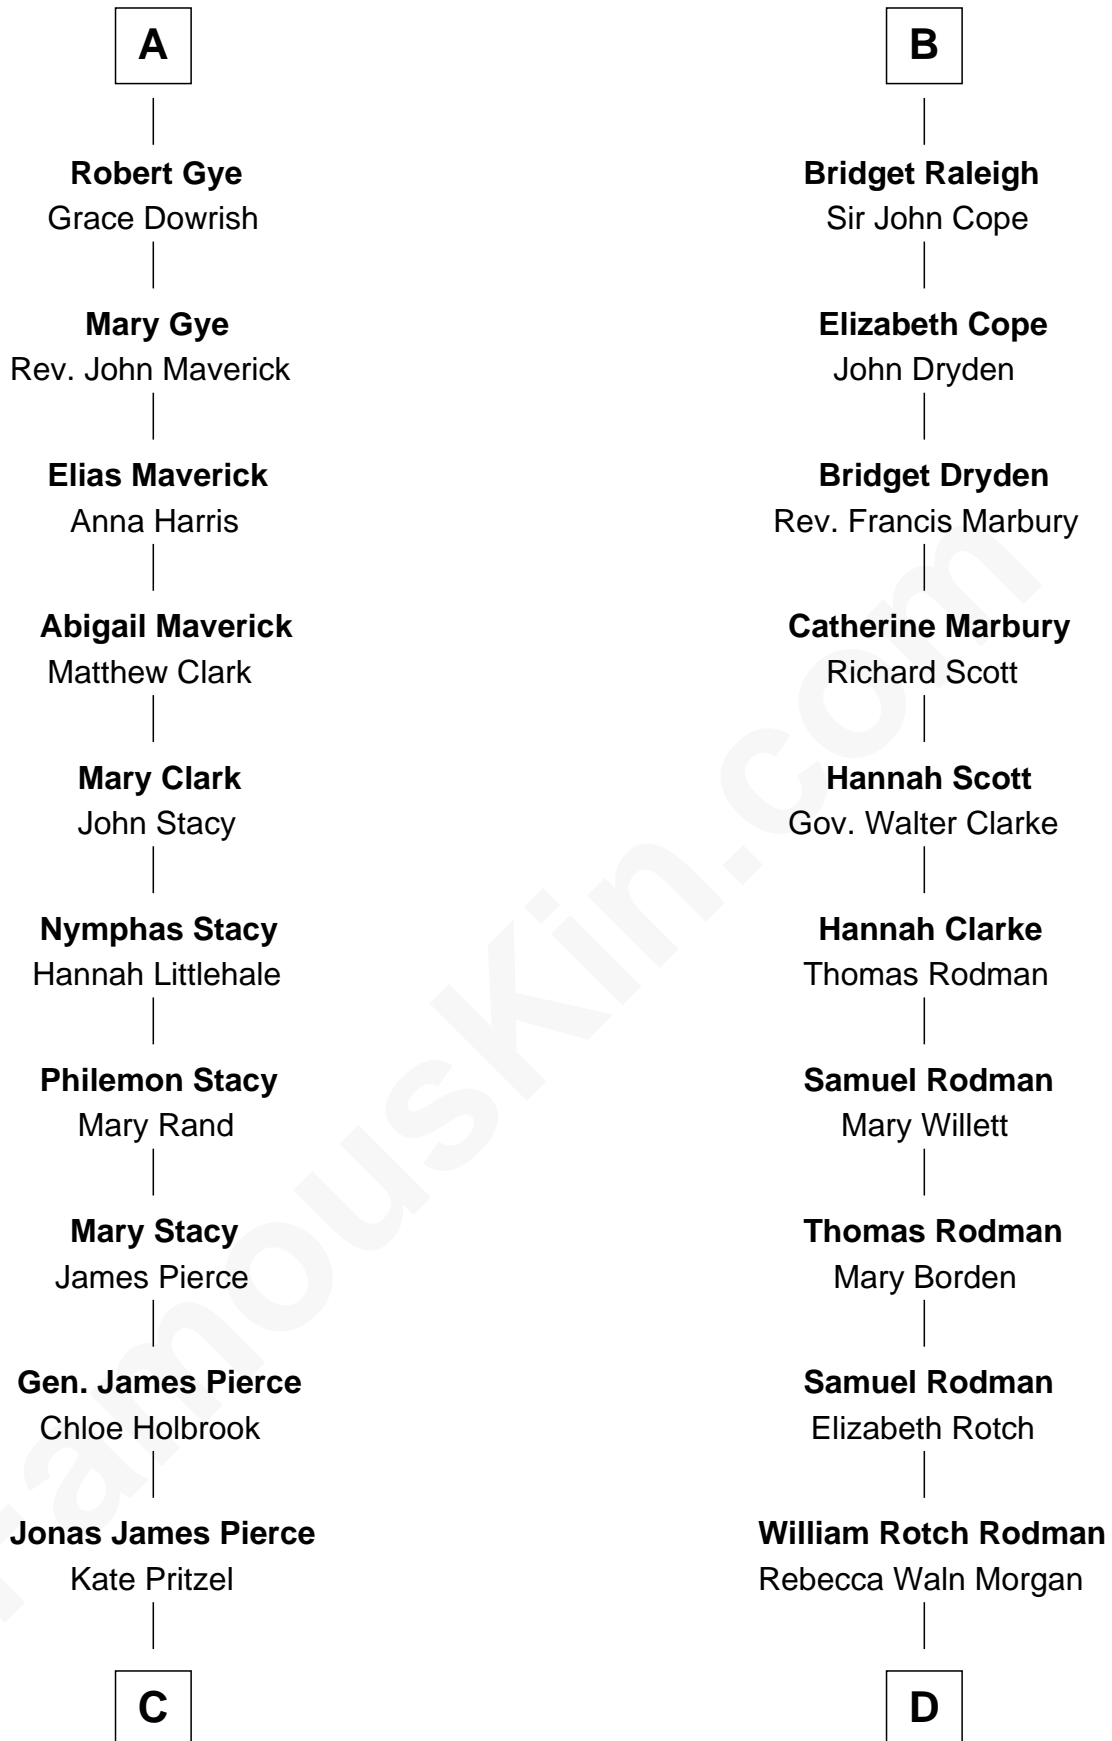 A
Robert Gye
Grace Dowrish
Mary Gye
Rev. John Maverick
Elias Maverick
Anna Harris
Abigail Maverick
Matthew Clark
Mary Clark
John Stacy
Nymphas Stacy
Hannah Littlehale
Philemon Stacy
Mary Rand
Mary Stacy
James Pierce
Gen. James Pierce
Chloe Holbrook
Jonas James Pierce
Kate Pritzel
C
B
Bridget Raleigh
Sir John Cope
Elizabeth Cope
John Dryden
Bridget Dryden
Rev. Francis Marbury
Catherine Marbury
Richard Scott
Hannah Scott
Gov. Walter Clarke
Hannah Clarke
Thomas Rodman
Samuel Rodman
Mary Willett
Thomas Rodman
Mary Borden
Samuel Rodman
Elizabeth Rotch
William Rotch Rodman
Rebecca Waln Morgan
D
FamousKin.com